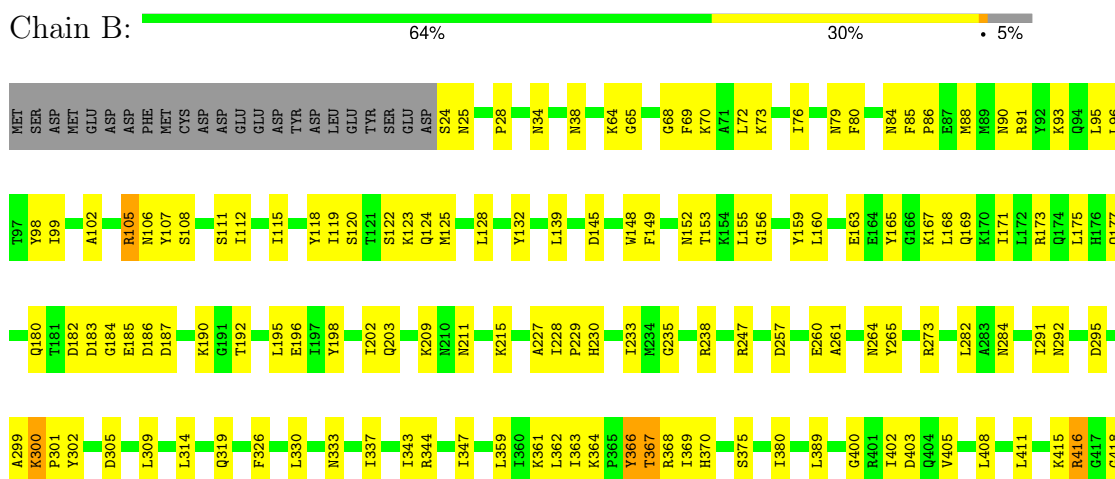 Chain B:
64% 30% • 5%
MET SER ASP MET GLU ASP ASP PHE MET CYS ASP ASP GLU GLU ASP TYR ASP LEU GLU TYR SER GLU ASP S24 N25 P28 N34 N38 K64 G65 G68 F69 K70 A71 L72 K73 I76 N79 F80 N84 F85 P86 E87 M88 M89 N90 R91 Y92 K93 Q94 L95 L96
T97 Y98 I99 A102 R105 N106 Y107 S108 S111 I112 I115 Y118 I119 S120 T121 S122 K123 Q124 M125 L128 Y132 L139 D145 W148 F149 N152 T153 K154 L155 G156 Y159 L160 E163 E164 Y165 G166 K167 L168 Q169 K170 I171 L172 R173 Q174 L175 H176
Q180 T181 D182 D183 G184 E185 D186 D187 K190 G191 T192 L195 E196 I197 Y198 I202 Q203 K209 N210 N211 K215 A227 I228 P229 H230 I233 M234 G235 R238 R247 D257 E260 A261 N264 Y265 R273 L282 A283 N284 I291 N292 D295
A299 K300 P301 Y302 D305 L309 L314 Q319 F326 L330 N333 I337 I343 R344 I347 L359 I360 K361 L362 I363 K364 P365 Y366 T367 R368 I369 H370 S375 I380 L389 G400 R401 I402 D403 Q404 V405 L408 L411 K415 R416 G417